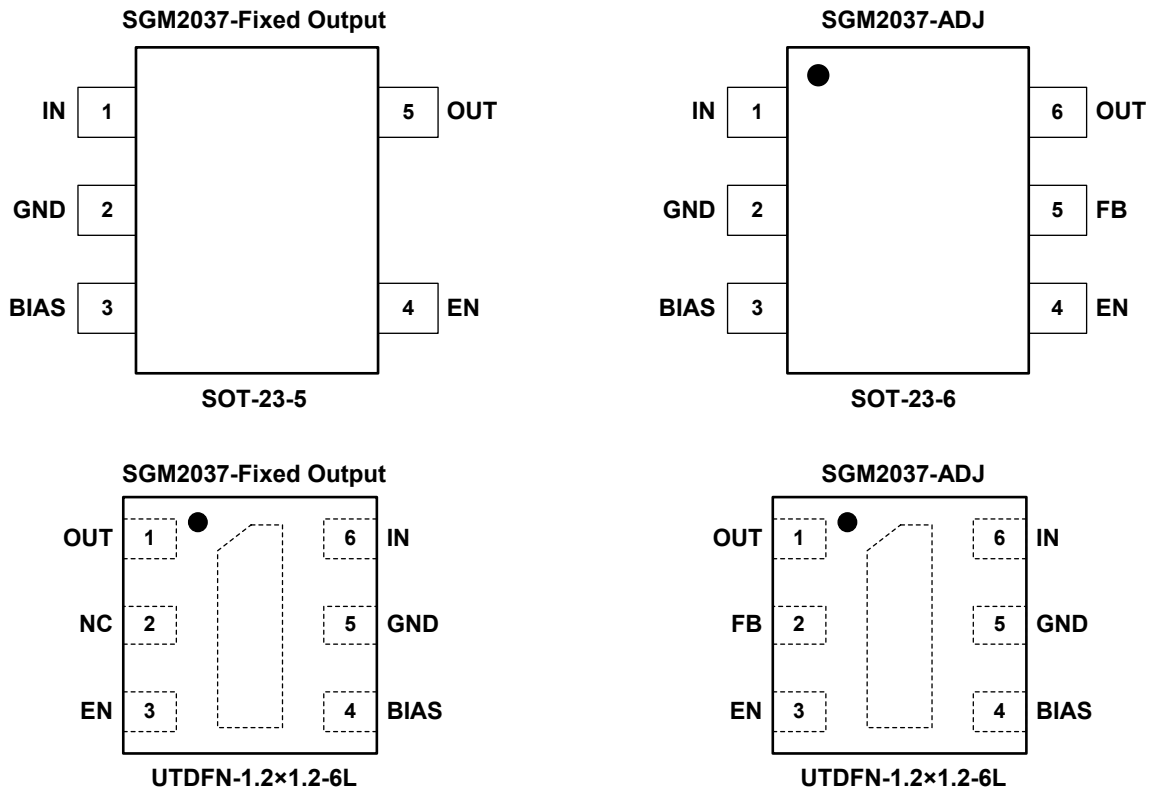 SGM2037-Fixed Output
IN 1 5 OUT
GND 2
BIAS 3 4 EN
SOT-23-5
SGM2037-ADJ
IN 1 6 OUT
GND 2 5 FB
BIAS 3 4 EN
SOT-23-6
SGM2037-Fixed Output
OUT 1 6 IN
NC 2 5 GND
EN 3 4 BIAS
UTDFN-1.2×1.2-6L
SGM2037-ADJ
OUT 1 6 IN
FB 2 5 GND
EN 3 4 BIAS
UTDFN-1.2×1.2-6L